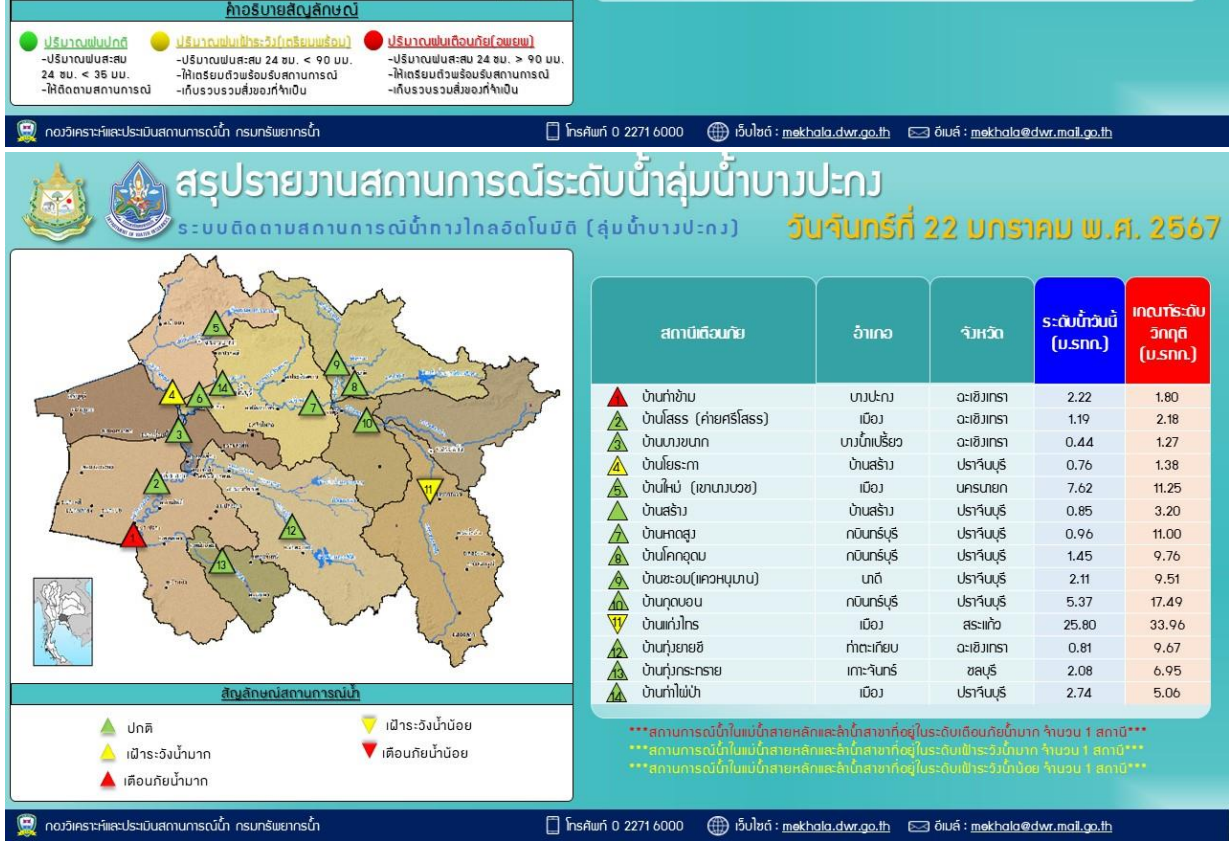 คำอธิบายสัญลักษณ์
ปริมาณฝนปกติ
-ปริมาณฝนสะสม
24 ชม. < 35 มม.
-ให้ติดตามสถานการณ์
ปริมาณฝนเฝ้าระวัง(เตรียมพร้อม)
-ปริมาณฝนสะสม 24 ชม. < 90 มม.
-ให้เตรียมตัวพร้อมรับสถานการณ์
-เก็บรวบรวมสิ่งของที่จำเป็น
ปริมาณฝนเตือนภัย(อพยพ)
-ปริมาณฝนสะสม 24 ชม. > 90 มม.
-ให้เตรียมตัวพร้อมรับสถานการณ์
-เก็บรวบรวมสิ่งของที่จำเป็น
กองวิเคราะห์และประเมินสถานการณ์น้ำ กรมทรัพยากรน้ำ โทรศัพท์ 0 2271 6000 เว็บไซต์ : mekhala.dwr.go.th อีเมล์ : mekhala@dwr.mail.go.th
สรุปรายงานสถานการณ์ระดับน้ำลุ่มน้ำบางปะกง
ระบบติดตามสถานการณ์น้ำทางไกลอัตโนมัติ (ลุ่มน้ำบางปะกง) วันจันทร์ที่ 22 มกราคม พ.ศ. 2567
5
9
8
4
6
14
7
10
3
2
11
1
12
13
สัญลักษณ์สถานการณ์น้ำ
ปกติ
เฝ้าระวังน้ำมาก
เตือนภัยน้ำมาก
เฝ้าระวังน้ำน้อย
เตือนภัยน้ำน้อย
สถานีเตือนภัย อำเภอ จังหวัด ระดับน้ำวันนี้ (ม.รทก.) เกณฑ์ระดับวิกฤติ (ม.รทก.)
1 บ้านท่าข้าม บางปะกง ฉะเชิงเทรา 2.22 1.80
2 บ้านโสธร (ค่ายศรีโสธร) เมือง ฉะเชิงเทรา 1.19 2.18
3 บ้านบางขนาก บางน้ำเปรี้ยว ฉะเชิงเทรา 0.44 1.27
4 บ้านโยธะกา บ้านสร้าง ปราจีนบุรี 0.76 1.38
5 บ้านใหม่ (เขานางบวช) เมือง นครนายก 7.62 11.25
บ้านสร้าง บ้านสร้าง ปราจีนบุรี 0.85 3.20
7 บ้านหาดสูง กบินทร์บุรี ปราจีนบุรี 0.96 11.00
8 บ้านโคกอุดม กบินทร์บุรี ปราจีนบุรี 1.45 9.76
9 บ้านชะอม(แควหนุมาน) นาดี ปราจีนบุรี 2.11 9.51
10 บ้านกุดบอน กบินทร์บุรี ปราจีนบุรี 5.37 17.49
11 บ้านแก่งไทร เมือง สระแก้ว 25.80 33.96
12 บ้านทุ่งยายชี ท่าตะเกียบ ฉะเชิงเทรา 0.81 9.67
13 บ้านทุ่งกระทราย เกาะจันทร์ ชลบุรี 2.08 6.95
14 บ้านท่าไผ่ป่า เมือง ปราจีนบุรี 2.74 5.06
***สถานการณ์น้ำในแม่น้ำสายหลักและลำน้ำสาขาที่อยู่ในระดับเตือนภัยน้ำมาก จำนวน 1 สถานี***
***สถานการณ์น้ำในแม่น้ำสายหลักและลำน้ำสาขาที่อยู่ในระดับเฝ้าระวังน้ำมาก จำนวน 1 สถานี***
***สถานการณ์น้ำในแม่น้ำสายหลักและลำน้ำสาขาที่อยู่ในระดับเฝ้าระวังน้ำน้อย จำนวน 1 สถานี***
กองวิเคราะห์และประเมินสถานการณ์น้ำ กรมทรัพยากรน้ำ โทรศัพท์ 0 2271 6000 เว็บไซต์ : mekhala.dwr.go.th อีเมล์ : mekhala@dwr.mail.go.th